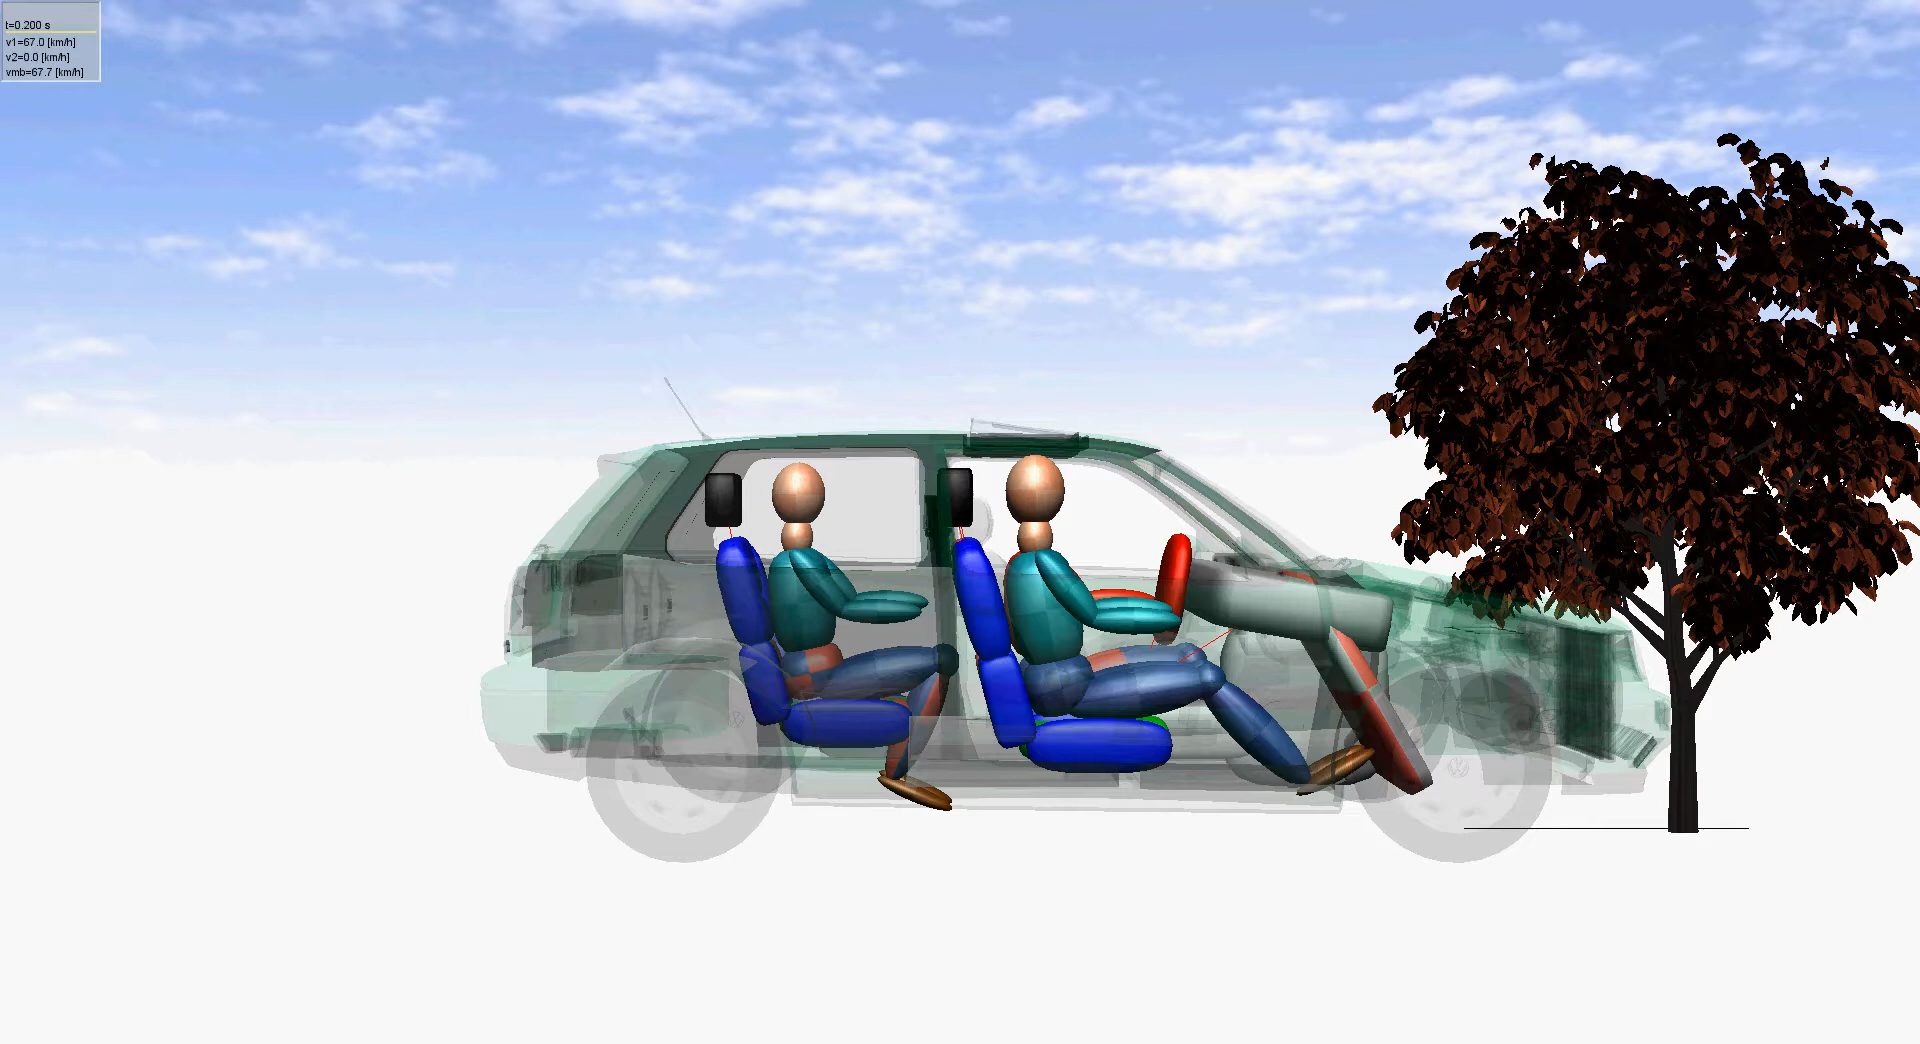 t=0.200 s
v1=67.0 [km/h]
v2=0.0 [km/h]
vmb=67.7 [km/h]